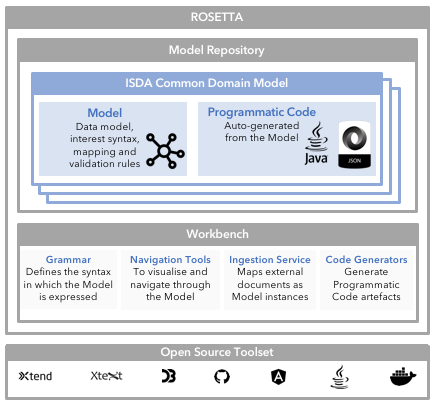 ROSETTA
Model Repository
ISDA Common Domain Model
Model
Data model,
interest syntax,
mapping and
validation rules
Programmatic Code
Auto-generated
from the Model
Java
JSON
Workbench
Grammar
Defines the syntax
in which the Model
is expressed
Navigation Tools
To visualise and
navigate through
the Model
Ingestion Service
Maps external
documents as
Model instances
Code Generators
Generate
Programmatic
Code artefacts
Open Source Toolset
Xtend
Xtext
D3
A